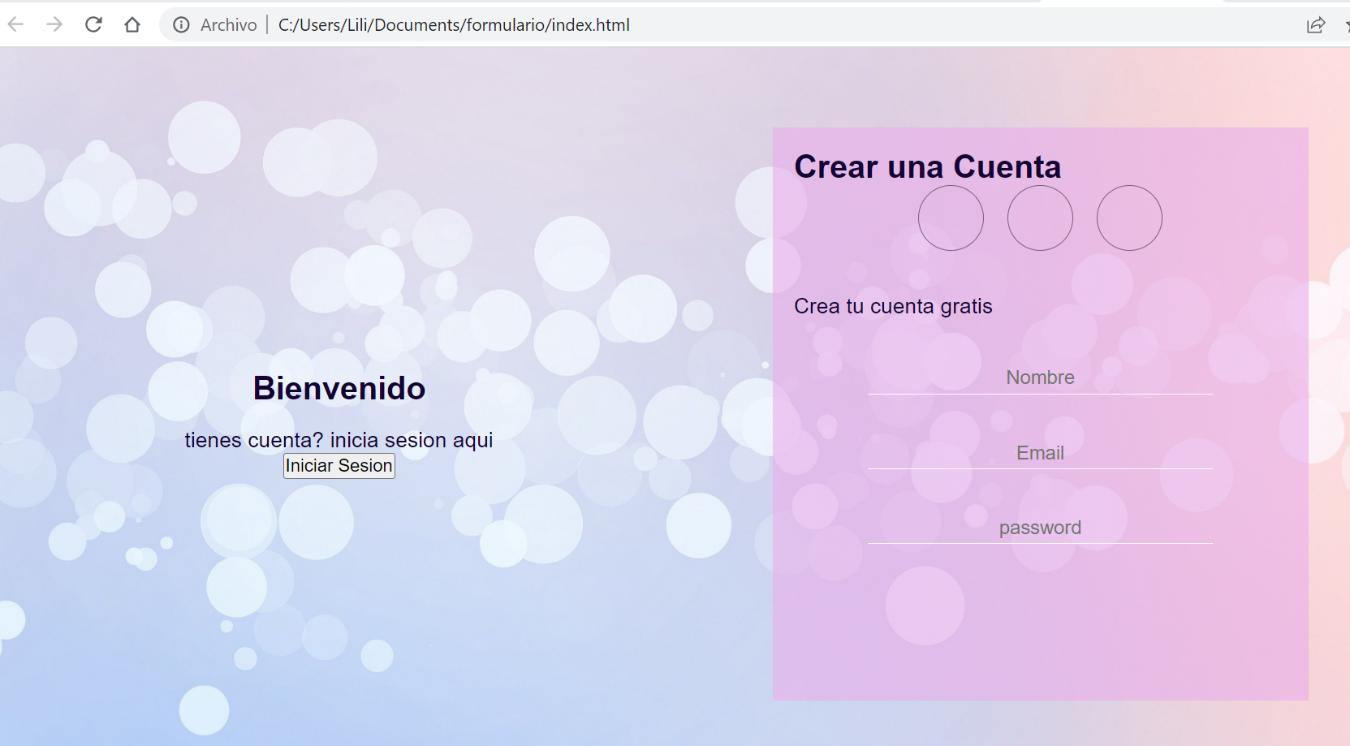 Archivo | C:/Users/Lili/Documents/formulario/index.html
Crear una Cuenta
Crea tu cuenta gratis
Nombre
Email
password
Bienvenido
tienes cuenta? inicia sesion aqui
Iniciar Sesion